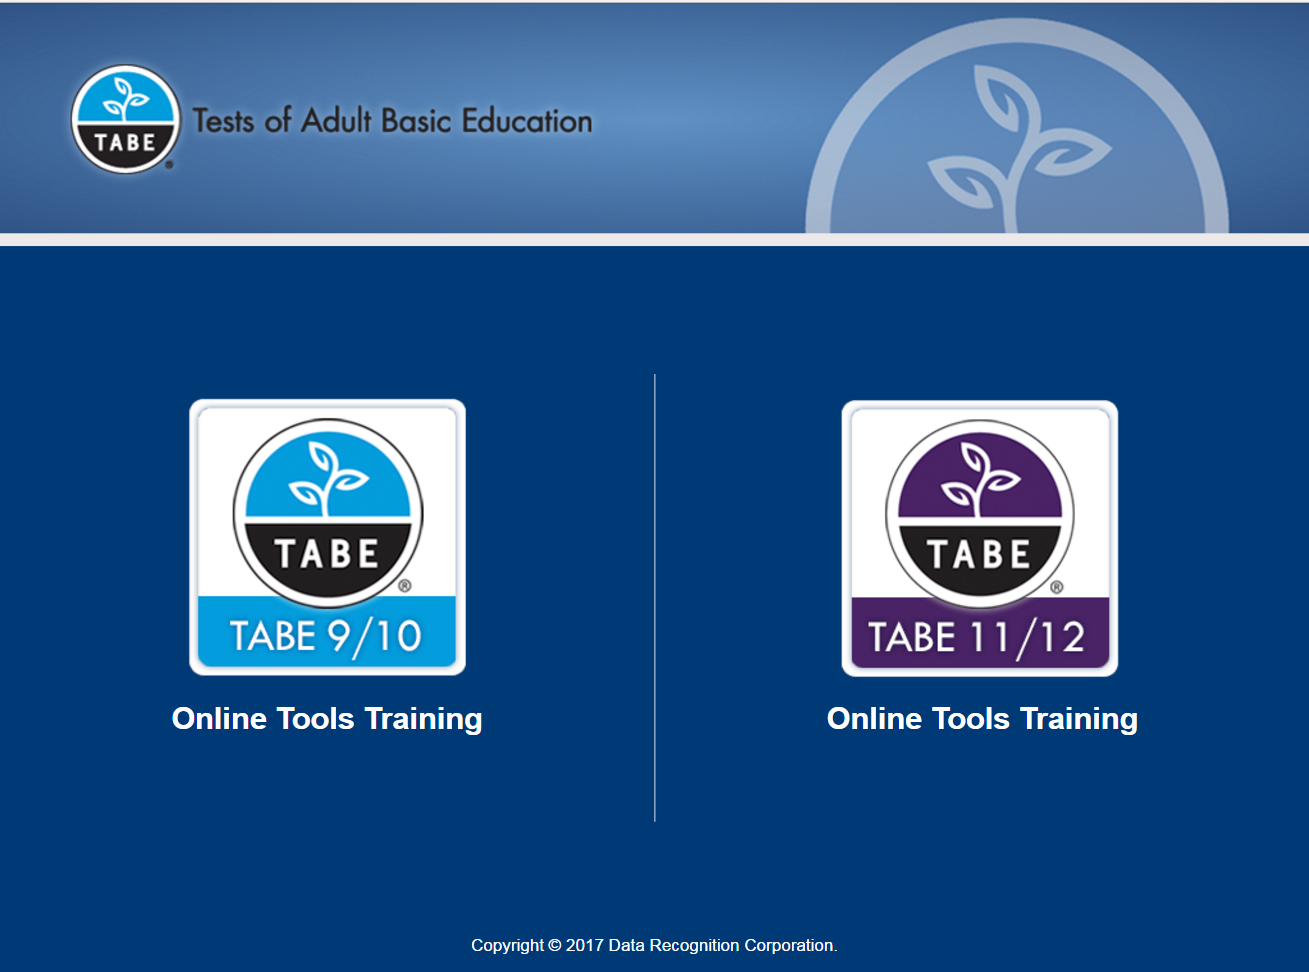 TABE
®
Tests of Adult Basic Education
TABE
®
TABE 9/10
Online Tools Training
TABE
®
TABE 11/12
Online Tools Training
Copyright © 2017 Data Recognition Corporation.